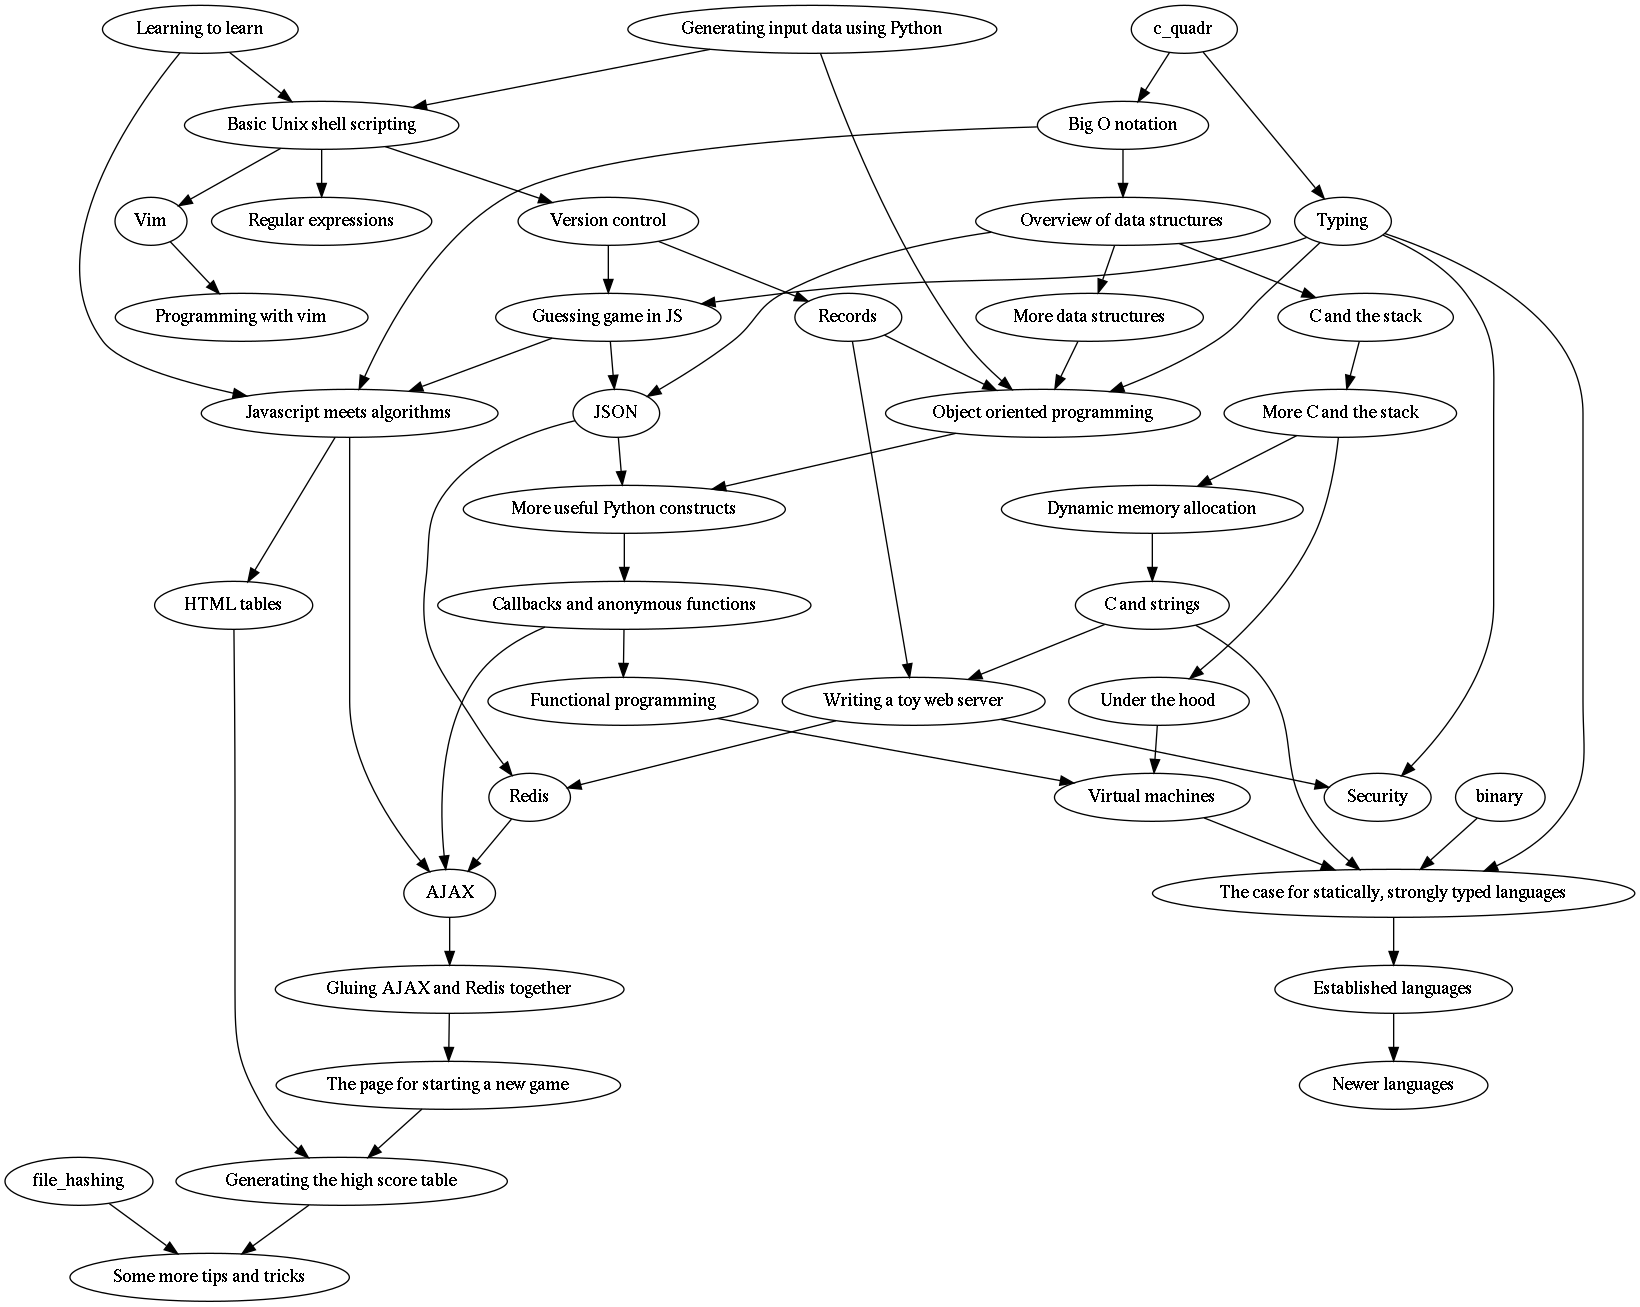 Learning to learn
Generating input data using Python
c_quadr
Basic Unix shell scripting
Big O notation
Vim
Regular expressions
Version control
Overview of data structures
Typing
Programming with vim
Guessing game in JS
Records
More data structures
C and the stack
Javascript meets algorithms
JSON
Object oriented programming
More C and the stack
More useful Python constructs
Dynamic memory allocation
HTML tables
Callbacks and anonymous functions
C and strings
Functional programming
Writing a toy web server
Under the hood
Redis
Virtual machines
Security
binary
AJAX
The case for statically, strongly typed languages
Gluing AJAX and Redis together
Established languages
The page for starting a new game
Newer languages
file_hashing
Generating the high score table
Some more tips and tricks